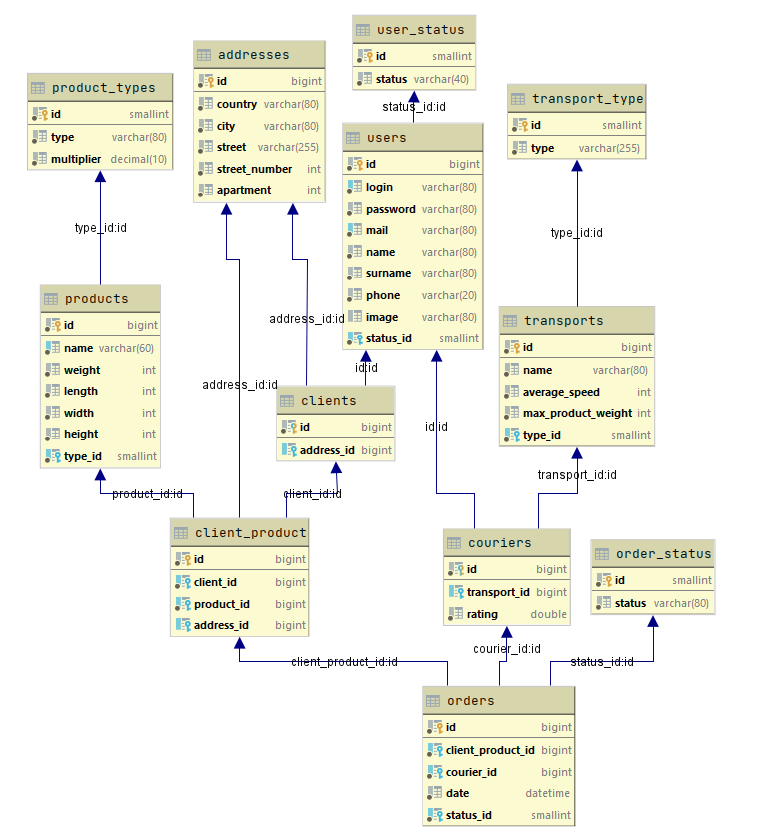 user_status
id smallint
status varchar(40)
addresses
id bigint
country varchar(80)
city varchar(80)
street varchar(255)
street_number int
apartment int
product_types
id smallint
type varchar(80)
multiplier decimal(10)
transport_type
id smallint
type varchar(255)
status_id:id
users
id bigint
login varchar(80)
password varchar(80)
mail varchar(80)
name varchar(80)
surname varchar(80)
phone varchar(20)
image varchar(80)
status_id smallint
type_id:id
type_id:id
products
id bigint
name varchar(60)
weight int
length int
width int
height int
type_id smallint
transports
id bigint
name varchar(80)
average_speed int
max_product_weight int
type_id smallint
address_id:id
id:id
address_id:id
clients
id bigint
address_id bigint
id:id
transport_id:id
product_id:id
client_id:id
client_product
id bigint
client_id bigint
product_id bigint
address_id bigint
couriers
id bigint
transport_id bigint
rating double
order_status
id smallint
status varchar(80)
client_product_id:id
courier_id:id
status_id:id
orders
id bigint
client_product_id bigint
courier_id bigint
date datetime
status_id smallint